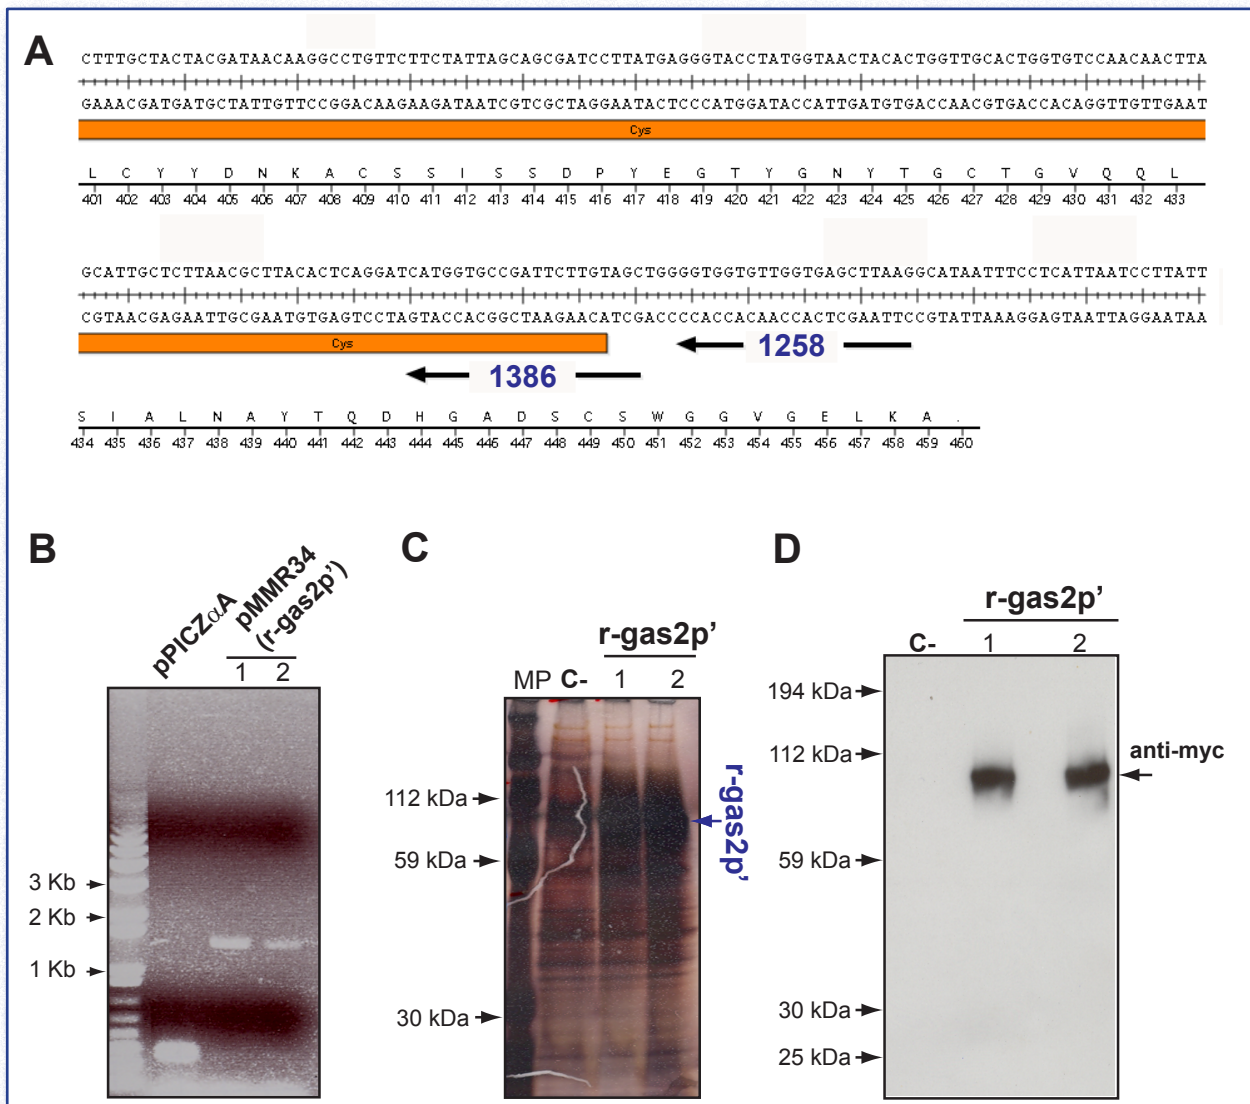 A
CTTTGCTACTACGATAACAAGGCCTGTTCTTCTATTAGCAGCGATCCTTATGAGGGTACCTATGGTAACTACACTGGTTGCACTGGTGTCCAACAACTTA
GAAACGATGATGCTATTGTTCCGGACAAGAAGATAATCGTCGCTAGGAATACTCCCATGGATACCATTGATGTGACCAACGTGACCACAGGTTGTTGAAT
Cys
L C Y Y D N K A C S S I S S D P Y E G T Y G N Y T G C T G V Q Q L
401 402 403 404 405 406 407 408 409 410 411 412 413 414 415 416 417 418 419 420 421 422 423 424 425 426 427 428 429 430 431 432 433
GCATTGCTCTTAACGCTTACACTCAGGATCATGGTGCCGATTCTTGTAGCTGGGGTGGTGTTGGTGAGCTTAAGGCATAATTTCCTCATTAATCCTTATT
CGTAACGAGAATTGCGAATGTGAGTCCTAGTACCACGGCTAAGAACATCGACCCCACCACAACCACTCGAATTCCGTATTAAAGGAGTAATTAGGAATAA
Cys
1258
1386
S I A L N A Y T Q D H G A D S C S W G G V G E L K A .
434 435 436 437 438 439 440 441 442 443 444 445 446 447 448 449 450 451 452 453 454 455 456 457 458 459 460
B
pPICZαA
pMMR34
(r-gas2p')
1 2
3 Kb
2 Kb
1 Kb
C
r-gas2p'
MP C- 1 2
112 kDa
59 kDa
30 kDa
r-gas2p'
D
r-gas2p'
C- 1 2
194 kDa
112 kDa
59 kDa
30 kDa
25 kDa
anti-myc